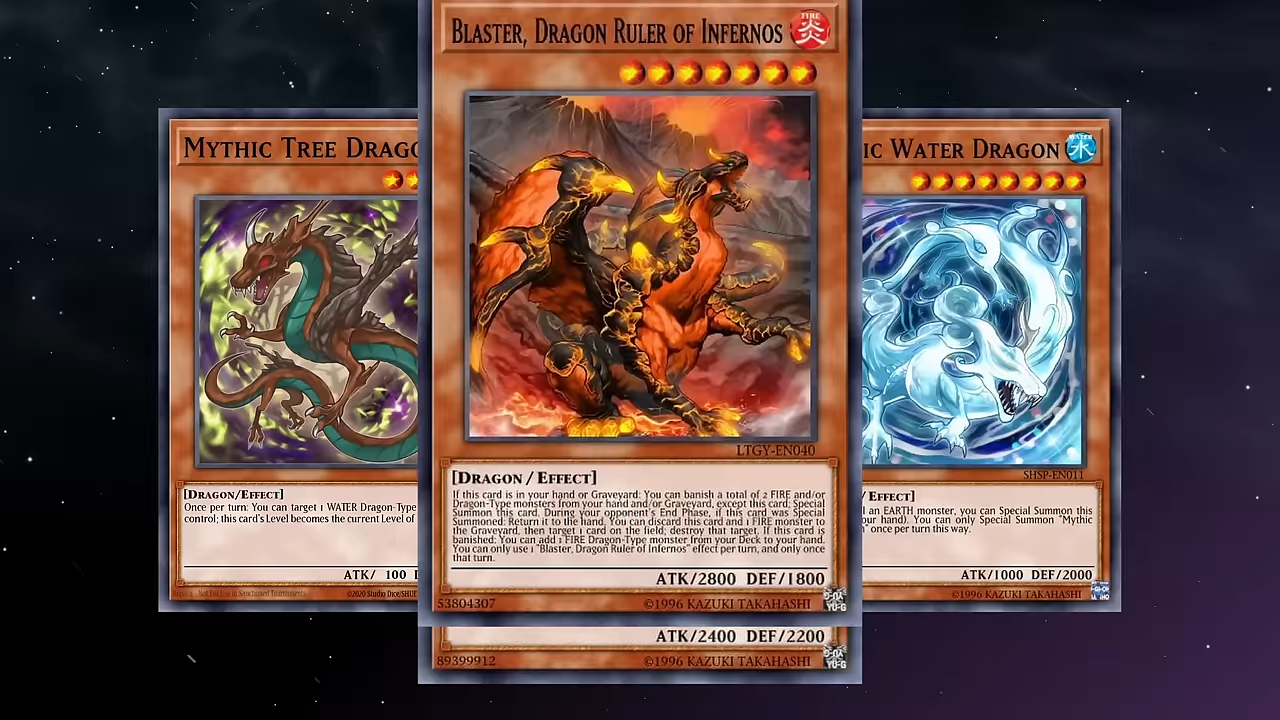 BLASTER, DRAGON RULER OF INFERNOS
FIRE
炎
LTGY-EN040
[DRAGON / EFFECT]
If this card is in your hand or Graveyard: You can banish a total of 2 FIRE and/or
Dragon-Type monsters from your hand and/or Graveyard, except this card; Special
Summon this card. During your opponent's End Phase, if this card was Special
Summoned: Return it to the hand. You can discard this card and 1 FIRE monster to
the Graveyard, then target 1 card on the field; destroy that target. If this card is
banished: You can add 1 FIRE Dragon-Type monster from your Deck to your hand.
You can only use 1 "Blaster, Dragon Ruler of Infernos" effect per turn, and only once
that turn.
ATK/2800 DEF/1800
53804307
©1996 KAZUKI TAKAHASHI
ATK/2400 DEF/2200
89399912
©1996 KAZUKI TAKAHASHI
MYTHIC TREE DRAGO
[DRAGON/EFFECT]
Once per turn: You can target 1 WATER Dragon-Type
control; this card's Level becomes the current Level of
ATK/ 100 D
Replica - Not For Use in Sanctioned Tournaments
©2020 Studio Dice/SHUE
IC WATER DRAGON
WATER
水
SHSP-EN011
/ EFFECT]
l an EARTH monster, you can Special Summon this
our hand). You can only Special Summon "Mythic
" once per turn this way.
ATK/1000 DEF/2000
©1996 KAZUKI TAKAHASHI